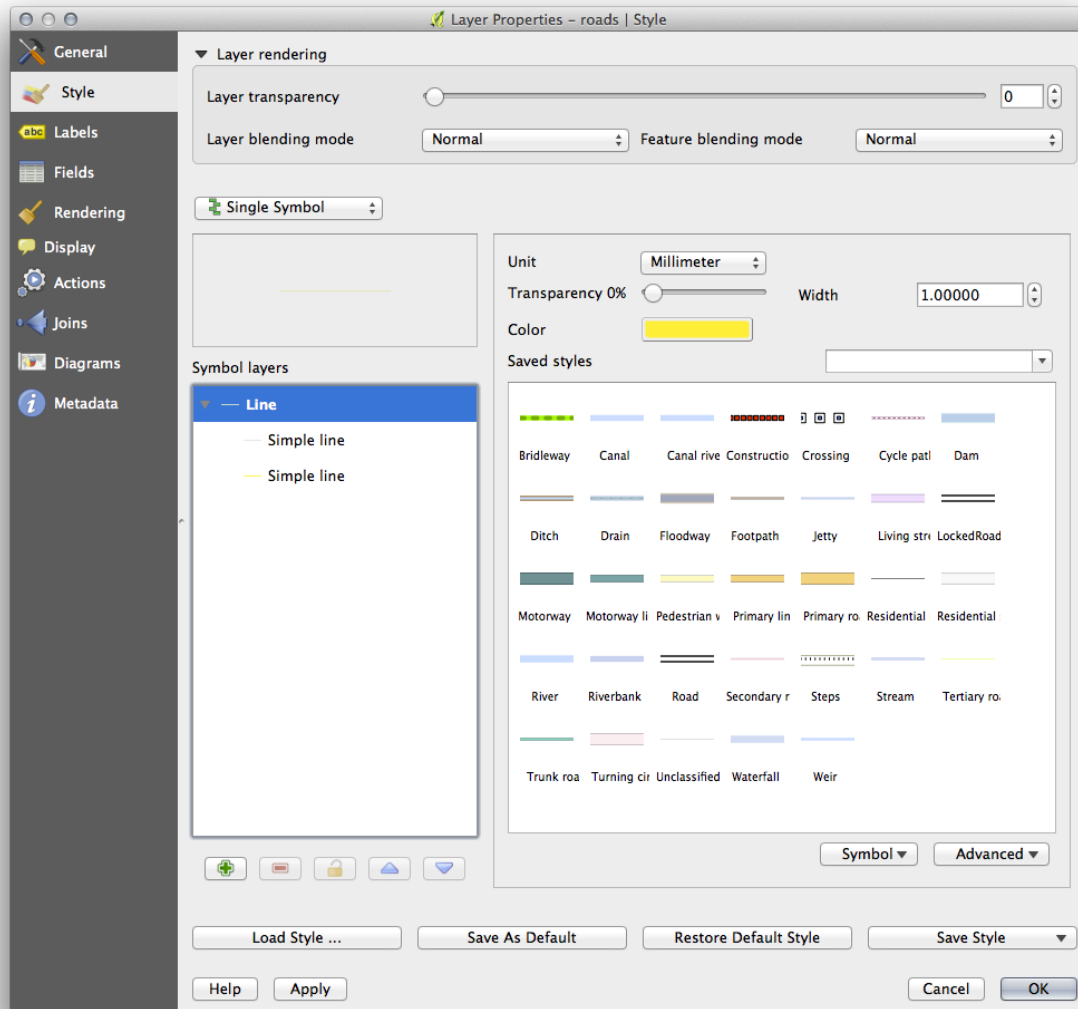 Layer Properties – roads | Style
General
Style
abc Labels
Fields
Rendering
Display
Actions
Joins
Diagrams
i Metadata
Layer rendering
Layer transparency 0
Layer blending mode Normal Feature blending mode Normal
Single Symbol
Unit Millimeter
Transparency 0% Width 1.00000
Color
Saved styles
Symbol layers
Line
Simple line
Simple line
Bridleway Canal Canal rive Constructio Crossing Cycle patl Dam
Ditch Drain Floodway Footpath Jetty Living stre LockedRoad
Motorway Motorway li Pedestrian v Primary lin Primary ro Residential Residential
River Riverbank Road Secondary r Steps Stream Tertiary ro
Trunk roa Turning cir Unclassified Waterfall Weir
Symbol Advanced
Load Style ... Save As Default Restore Default Style Save Style
Help Apply Cancel OK